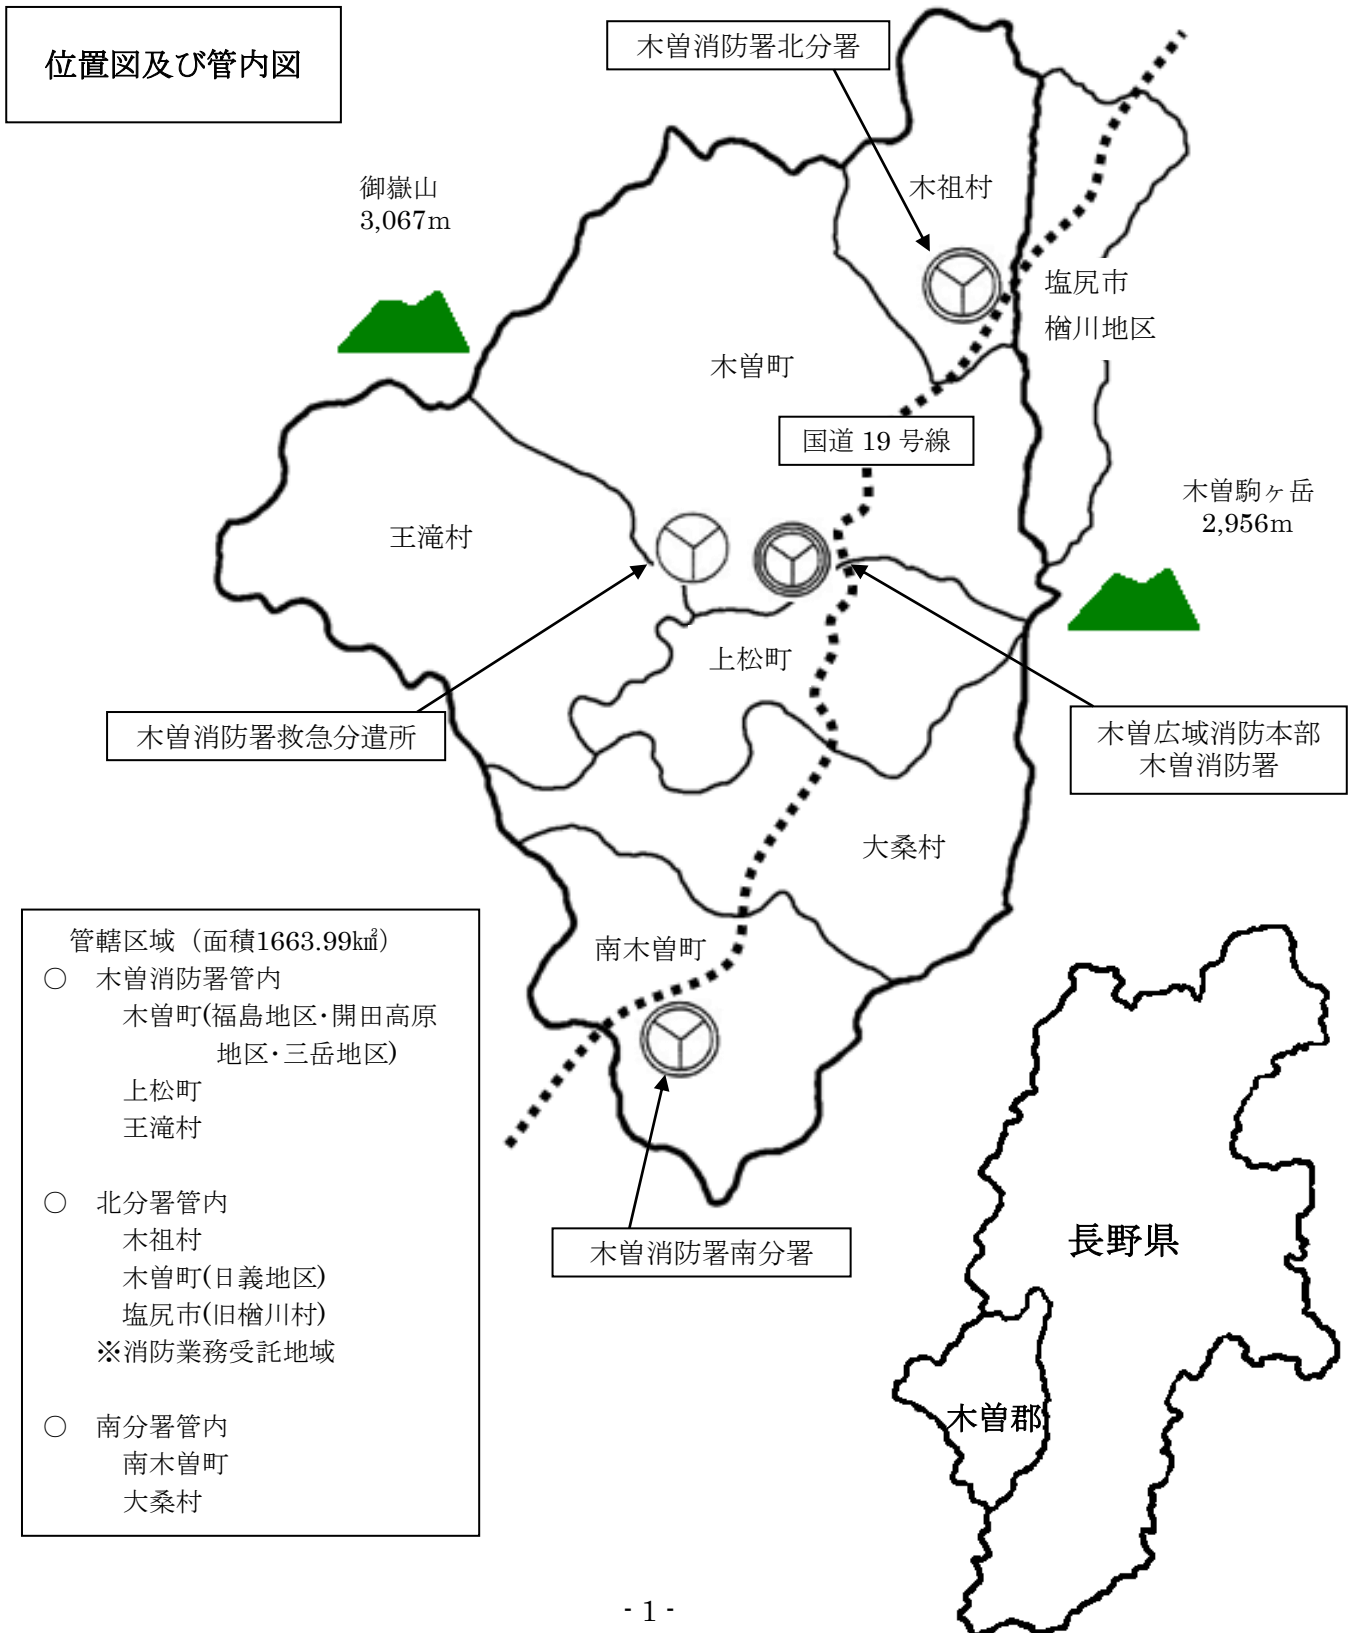 位置図及び管内図
木曽消防署北分署
御嶽山
3,067m
木祖村
塩尻市
楢川地区
木曽町
国道 19 号線
木曽駒ヶ岳
2,956m
王滝村
上松町
木曽消防署救急分遣所
木曽広域消防本部
木曽消防署
大桑村
南木曽町
木曽消防署南分署
管轄区域（面積1663.99㎢）
○ 木曽消防署管内
木曽町(福島地区・開田高原
地区・三岳地区)
上松町
王滝村
○ 北分署管内
木祖村
木曽町(日義地区)
塩尻市(旧楢川村)
※消防業務受託地域
○ 南分署管内
南木曽町
大桑村
長野県
木曽郡
- 1 -